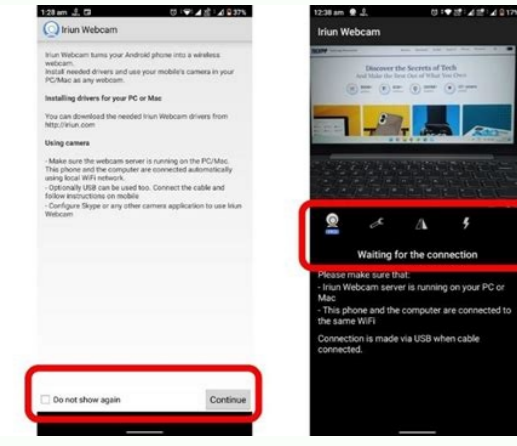 1:28 am
37%
Iriun Webcam
Iriun Webcam turns your Android phone into a wireless
webcam.
Install needed drivers and use your mobile's camera in your
PC/Mac as any webcam.
Installing drivers for your PC or Mac
You can download the needed Iriun Webcam drivers from
http://iriun.com
Using camera
-Make sure the webcam server is running on the PC/Mac.
This phone and the computer are connected automatically
using local WiFi network.
- Optionally USB can be used too. Connect the cable and
follow instructions on mobile
- Configure Skype or any other camera application to use Iriun
Webcam
Do not show again
Continue
12:38 am
17%
Iriun Webcam
Discover the Secrets of Tech
And Make the Best Out of What You Own
Waiting for the connection
Please make sure that:
- Iriun Webcam server is running on your PC or
Mac
- This phone and the computer are connected to
the same WiFi
Connection is made via USB when cable
connected.